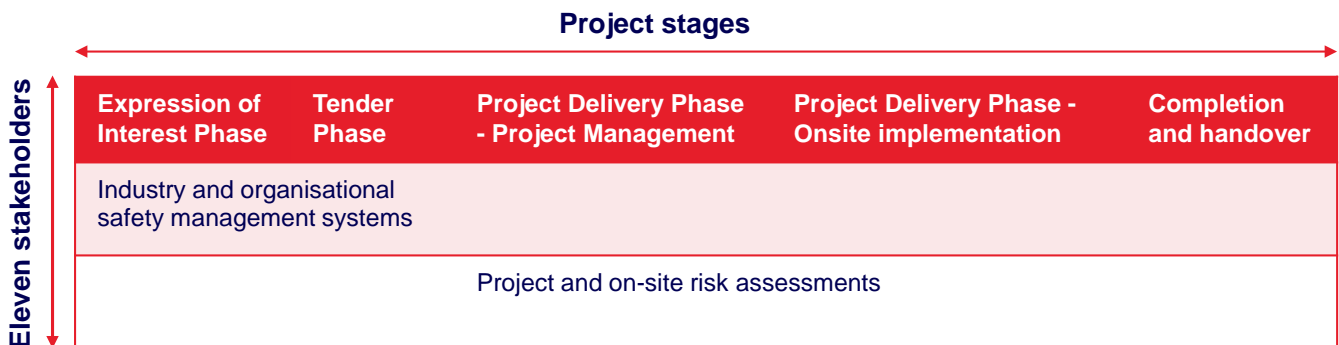 Project stages
Eleven stakeholders
Expression of
Interest Phase
Tender
Phase
Project Delivery Phase
- Project Management
Project Delivery Phase -
Onsite implementation
Completion
and handover
Industry and organisational
safety management systems
Project and on-site risk assessments